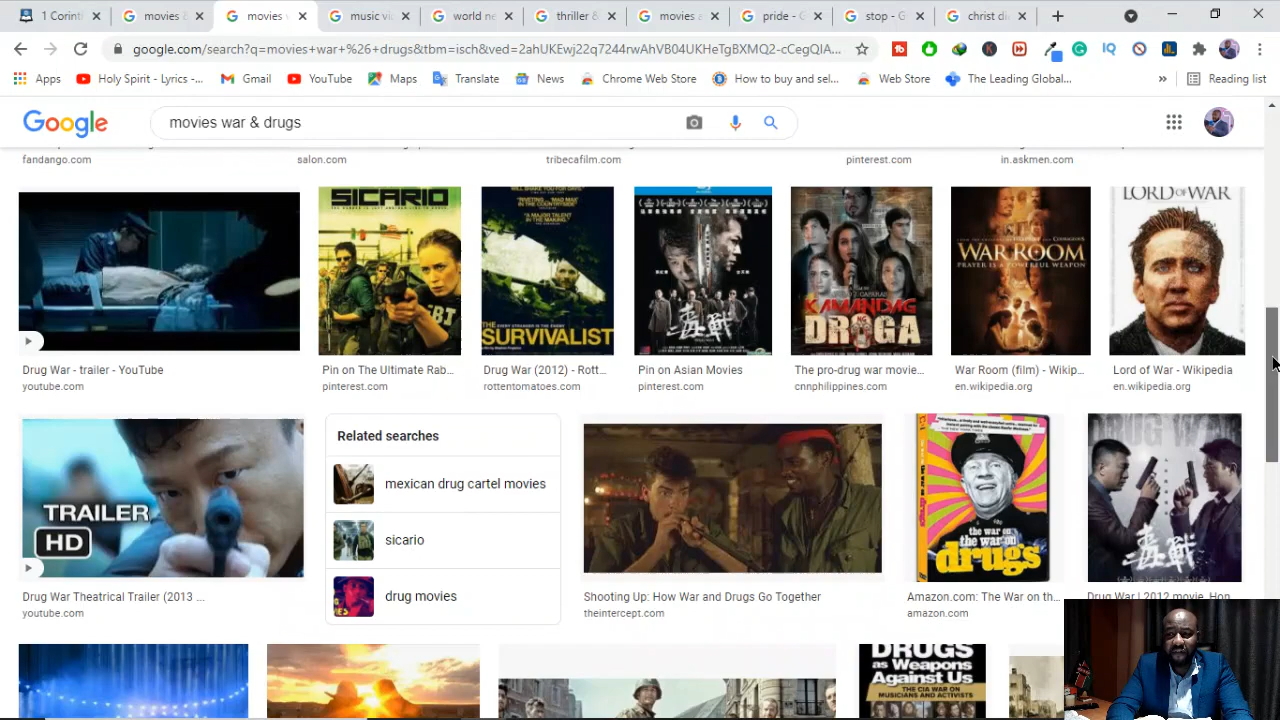 1 Corint
movies &
movies &
music vi
world ne
thriller &
movies a
pride - G
stop - G
christ di
google.com/search?q=movies+war+%26+drugs&tbm=isch&ved=2ahUKEwj22q7244rwAhVB04UKHeTgBXMQ2-cCegQIA...
Apps
Holy Spirit - Lyrics -...
Gmail
YouTube
Maps
Translate
News
Chrome Web Store
How to buy and sel...
Web Store
The Leading Global...
»
Reading list
Google
movies war & drugs
fandango.com
salon.com
tribecafilm.com
pinterest.com
in.askmen.com
SICARIO
THE
SURVIVALIST
KAMANDAG
DROGA
WAR ROOM
PRAYER IS A POWERFUL WEAPON
LORD OF WAR
Drug War - trailer - YouTube
youtube.com
Pin on The Ultimate Rab...
pinterest.com
Drug War (2012) - Rott...
rottentomatoes.com
Pin on Asian Movies
pinterest.com
The pro-drug war movie...
cnnphilippines.com
War Room (film) - Wikip...
en.wikipedia.org
Lord of War - Wikipedia
en.wikipedia.org
TRAILER
HD
Related searches
mexican drug cartel movies
sicario
drug movies
the war on
the war on
drugs
毒戰
Drug War Theatrical Trailer (2013 ...
youtube.com
Shooting Up: How War and Drugs Go Together
theintercept.com
Amazon.com: The War on th...
amazon.com
Drug War | 2012 movie, Hon
DRUGS
as Weapons
Against Us
THE CIA WAR ON
MUSICIANS AND ACTIVISTS